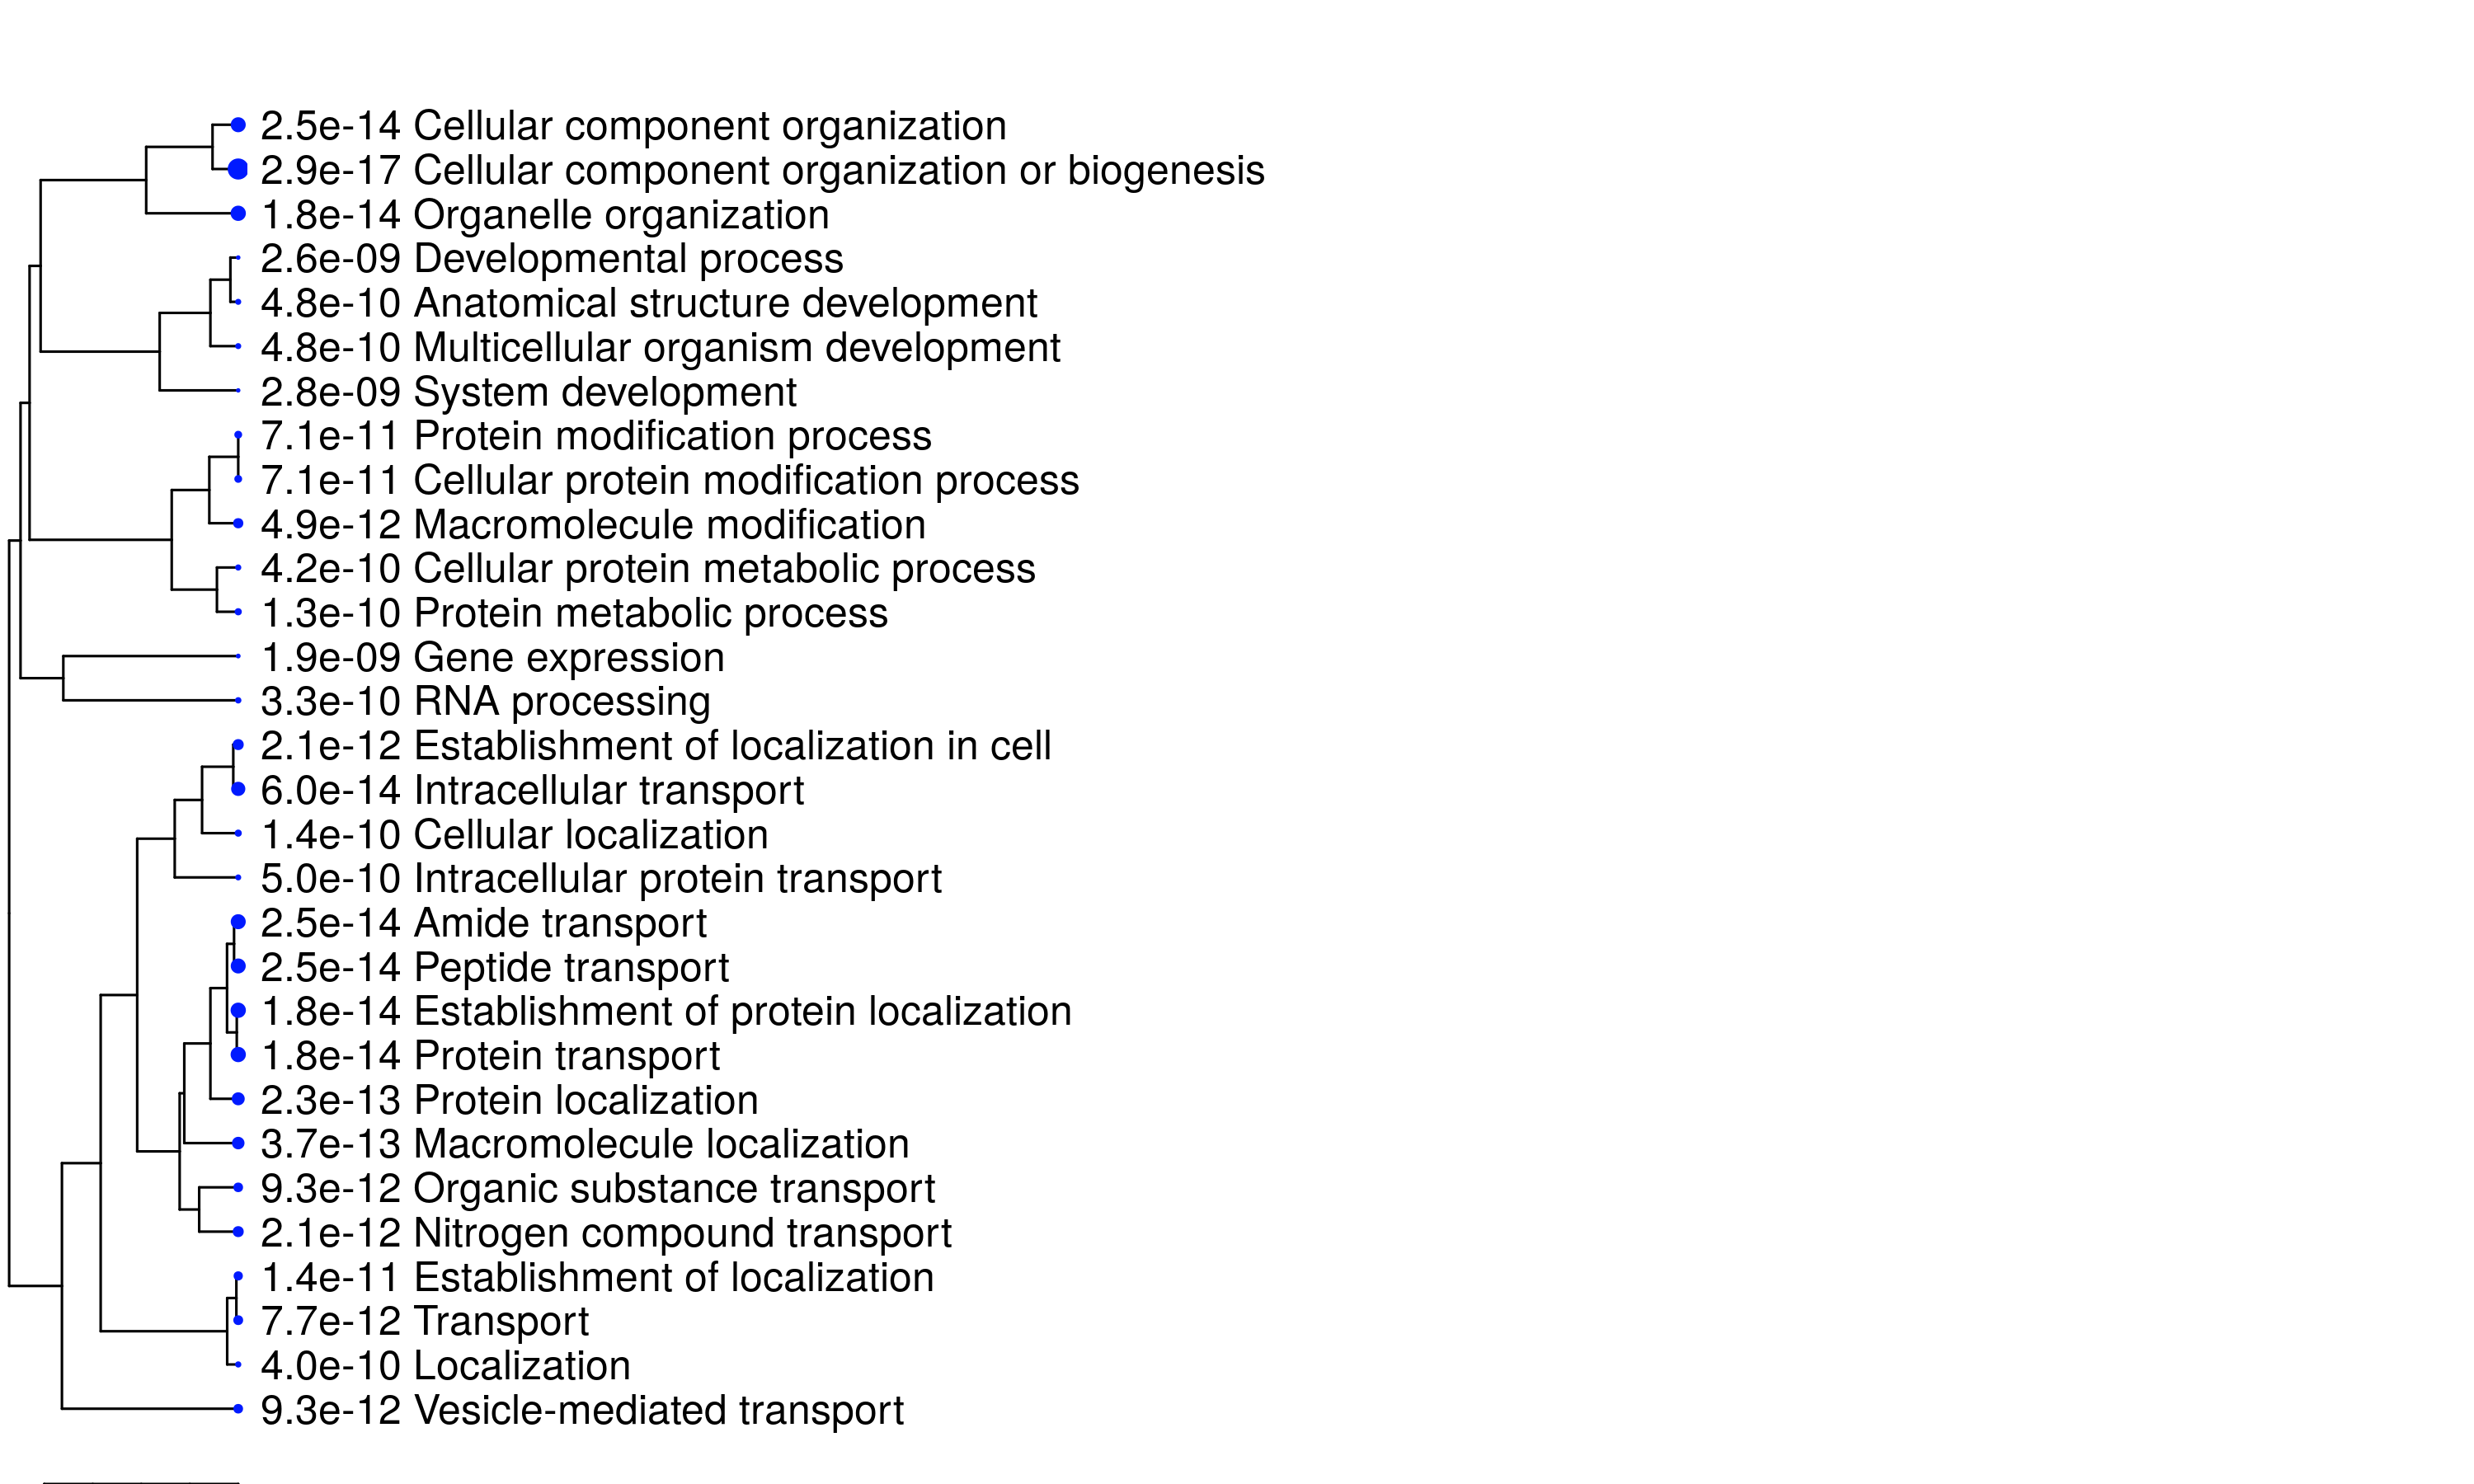 2.5e-14 Cellular component organization
2.9e-17 Cellular component organization or biogenesis
1.8e-14 Organelle organization
2.6e-09 Developmental process
4.8e-10 Anatomical structure development
4.8e-10 Multicellular organism development
2.8e-09 System development
7.1e-11 Protein modification process
7.1e-11 Cellular protein modification process
4.9e-12 Macromolecule modification
4.2e-10 Cellular protein metabolic process
1.3e-10 Protein metabolic process
1.9e-09 Gene expression
3.3e-10 RNA processing
2.1e-12 Establishment of localization in cell
6.0e-14 Intracellular transport
1.4e-10 Cellular localization
5.0e-10 Intracellular protein transport
2.5e-14 Amide transport
2.5e-14 Peptide transport
1.8e-14 Establishment of protein localization
1.8e-14 Protein transport
2.3e-13 Protein localization
3.7e-13 Macromolecule localization
9.3e-12 Organic substance transport
2.1e-12 Nitrogen compound transport
1.4e-11 Establishment of localization
7.7e-12 Transport
4.0e-10 Localization
9.3e-12 Vesicle-mediated transport